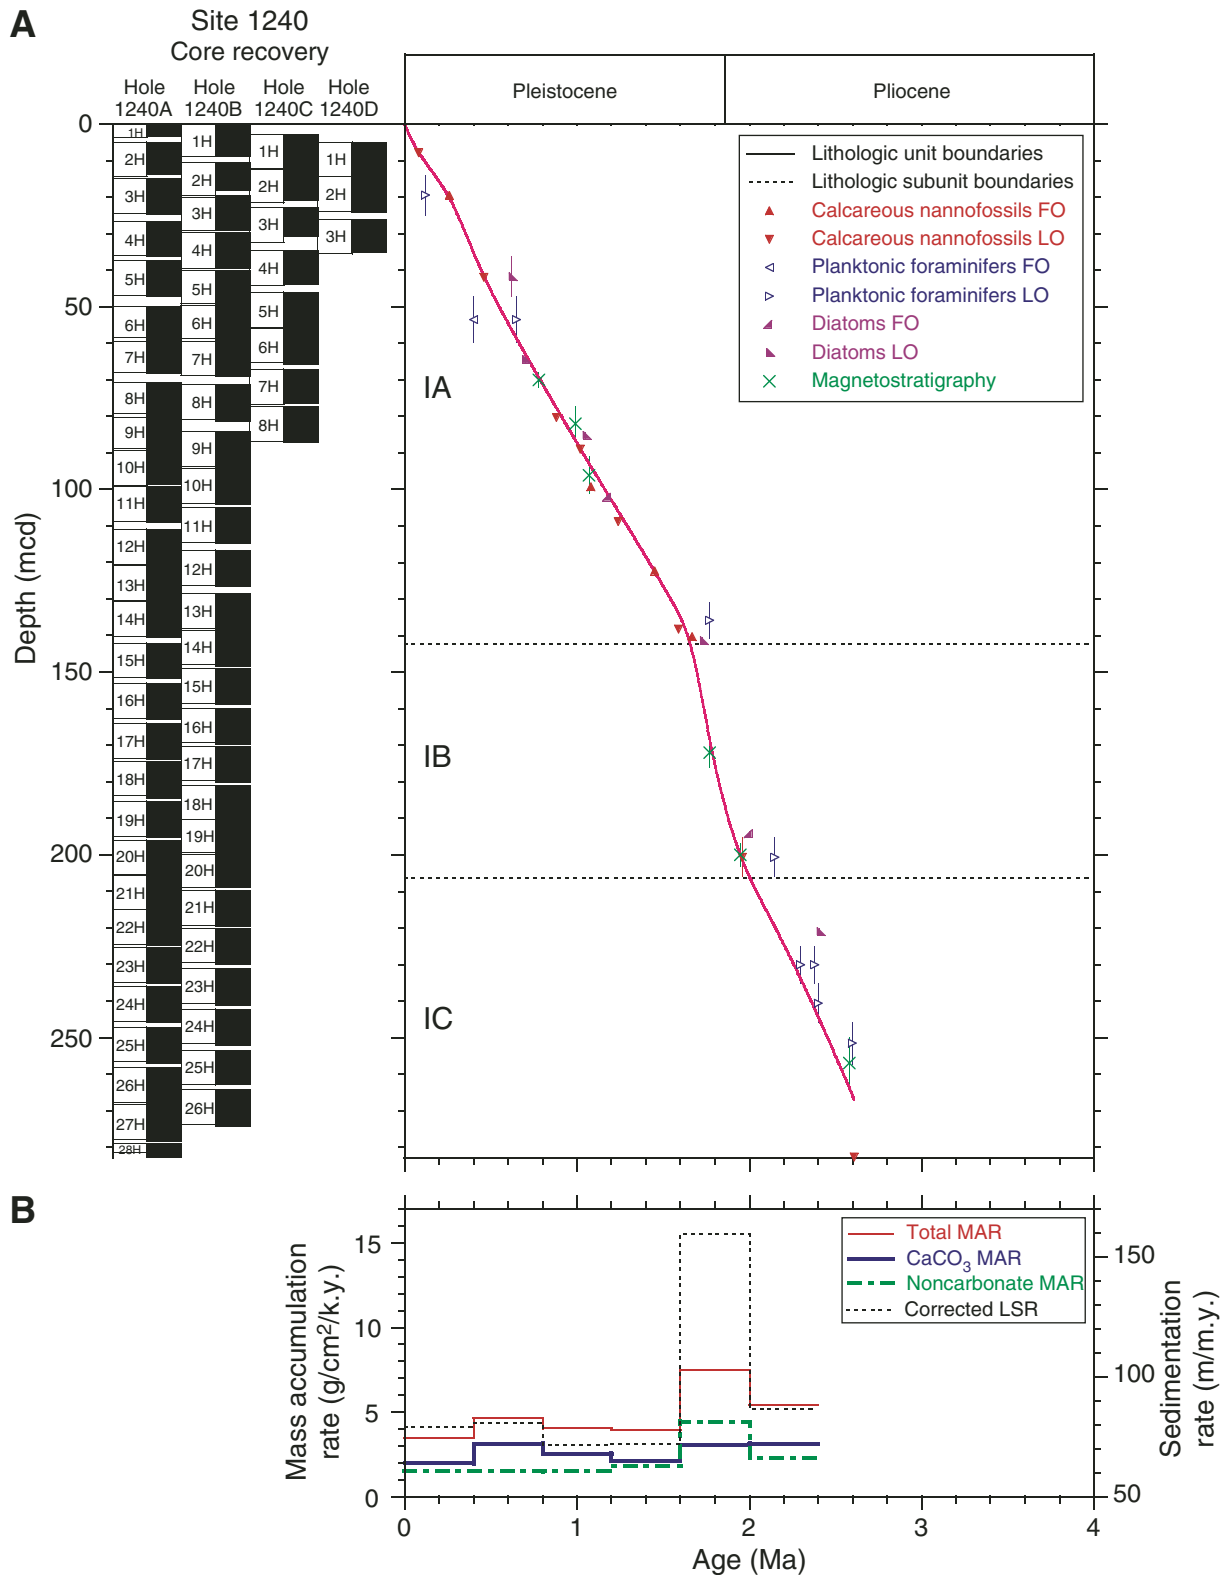 A
Site 1240
Core recovery
Hole 1240A
Hole 1240B
Hole 1240C
Hole 1240D
Pleistocene
Pliocene
Depth (mcd)
0
50
100
150
200
250
1H
2H
3H
4H
5H
6H
7H
8H
9H
10H
11H
12H
13H
14H
15H
16H
17H
18H
19H
20H
21H
22H
23H
24H
25H
26H
27H
28H
1H
2H
3H
4H
5H
6H
7H
8H
9H
10H
11H
12H
13H
14H
15H
16H
17H
18H
19H
20H
21H
22H
23H
24H
25H
26H
1H
2H
3H
4H
5H
6H
7H
8H
1H
2H
3H
Lithologic unit boundaries
Lithologic subunit boundaries
Calcareous nannofossils FO
Calcareous nannofossils LO
Planktonic foraminifers FO
Planktonic foraminifers LO
Diatoms FO
Diatoms LO
Magnetostratigraphy
IA
IB
IC
B
Mass accumulation
rate (g/cm²/k.y.)
15
10
5
0
Total MAR
CaCO₃ MAR
Noncarbonate MAR
Corrected LSR
150
100
50
Sedimentation
rate (m/m.y.)
0
1
2
3
4
Age (Ma)